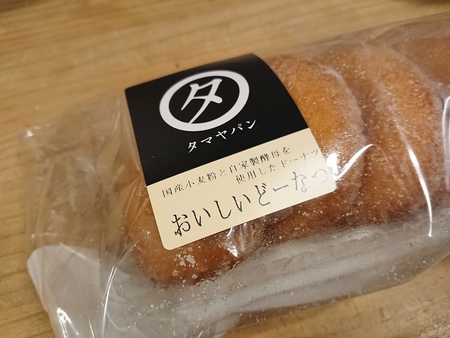 タ
タマヤパン
国産小麦粉と自家製酵母を
使用したドーナツ
おいしいどーなつ